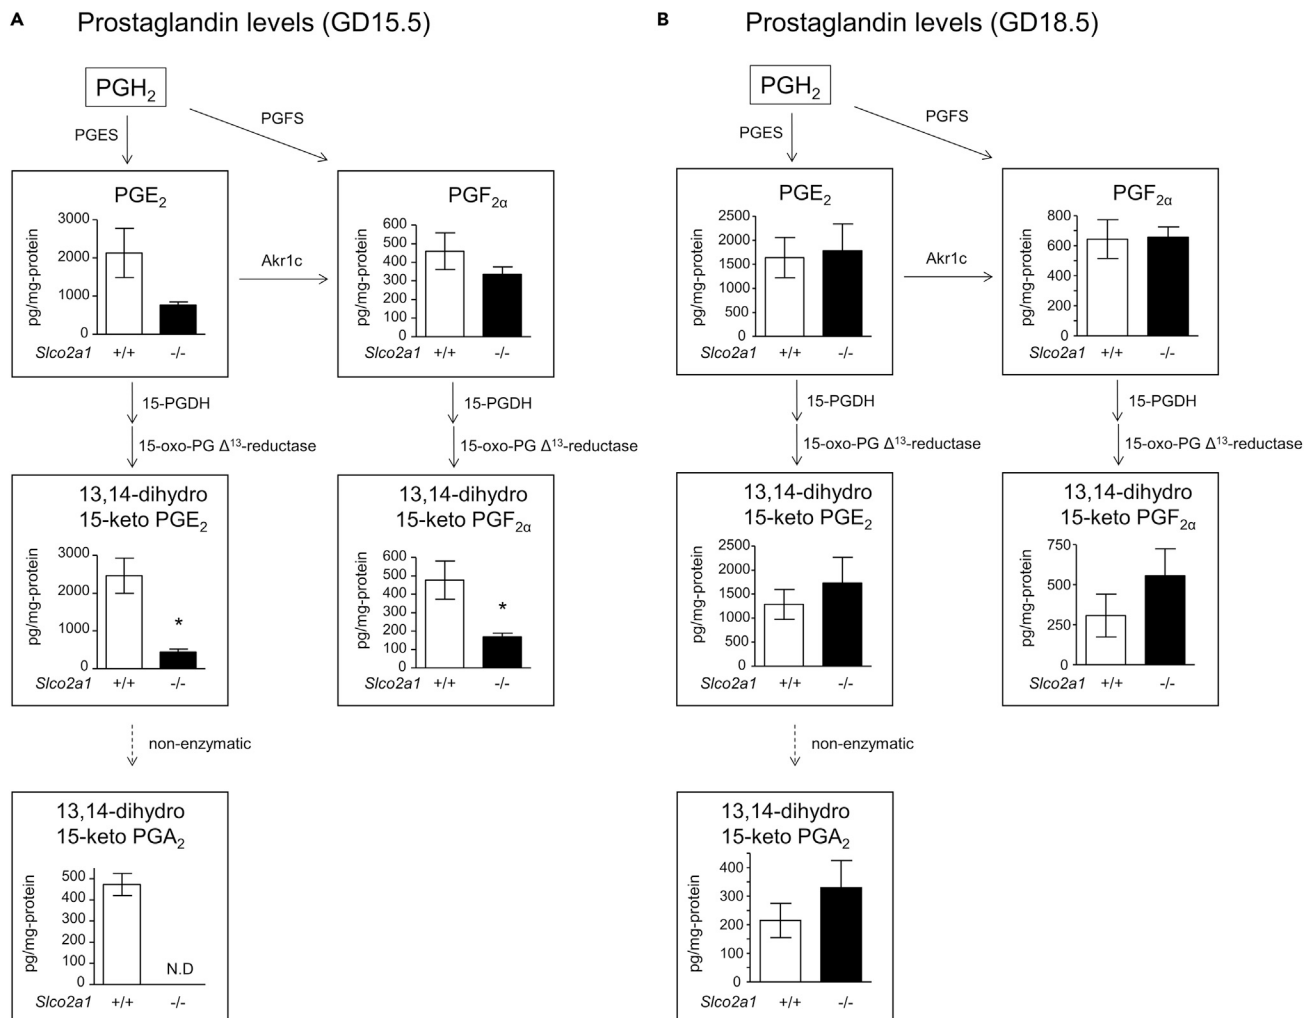 A Prostaglandin levels (GD15.5)
PGH2
PGES
PGFS
PGE2
pg/mg-protein
3000
2000
1000
0
Slco2a1 +/+ -/-
Akr1c
PGF2α
pg/mg-protein
600
500
400
300
200
100
0
Slco2a1 +/+ -/-
15-PGDH
15-oxo-PG Δ13-reductase
15-PGDH
15-oxo-PG Δ13-reductase
13,14-dihydro
15-keto PGE2
pg/mg-protein
3000
2000
1000
0
*
Slco2a1 +/+ -/-
13,14-dihydro
15-keto PGF2α
pg/mg-protein
600
500
400
300
200
100
0
*
Slco2a1 +/+ -/-
non-enzymatic
13,14-dihydro
15-keto PGA2
pg/mg-protein
500
400
300
200
100
0
N.D
Slco2a1 +/+ -/-
B Prostaglandin levels (GD18.5)
PGH2
PGES
PGFS
PGE2
pg/mg-protein
2500
2000
1500
1000
500
0
Slco2a1 +/+ -/-
Akr1c
PGF2α
pg/mg-protein
800
600
400
200
0
Slco2a1 +/+ -/-
15-PGDH
15-oxo-PG Δ13-reductase
15-PGDH
15-oxo-PG Δ13-reductase
13,14-dihydro
15-keto PGE2
pg/mg-protein
2500
2000
1500
1000
500
0
Slco2a1 +/+ -/-
13,14-dihydro
15-keto PGF2α
pg/mg-protein
750
500
250
0
Slco2a1 +/+ -/-
non-enzymatic
13,14-dihydro
15-keto PGA2
pg/mg-protein
400
300
200
100
0
Slco2a1 +/+ -/-